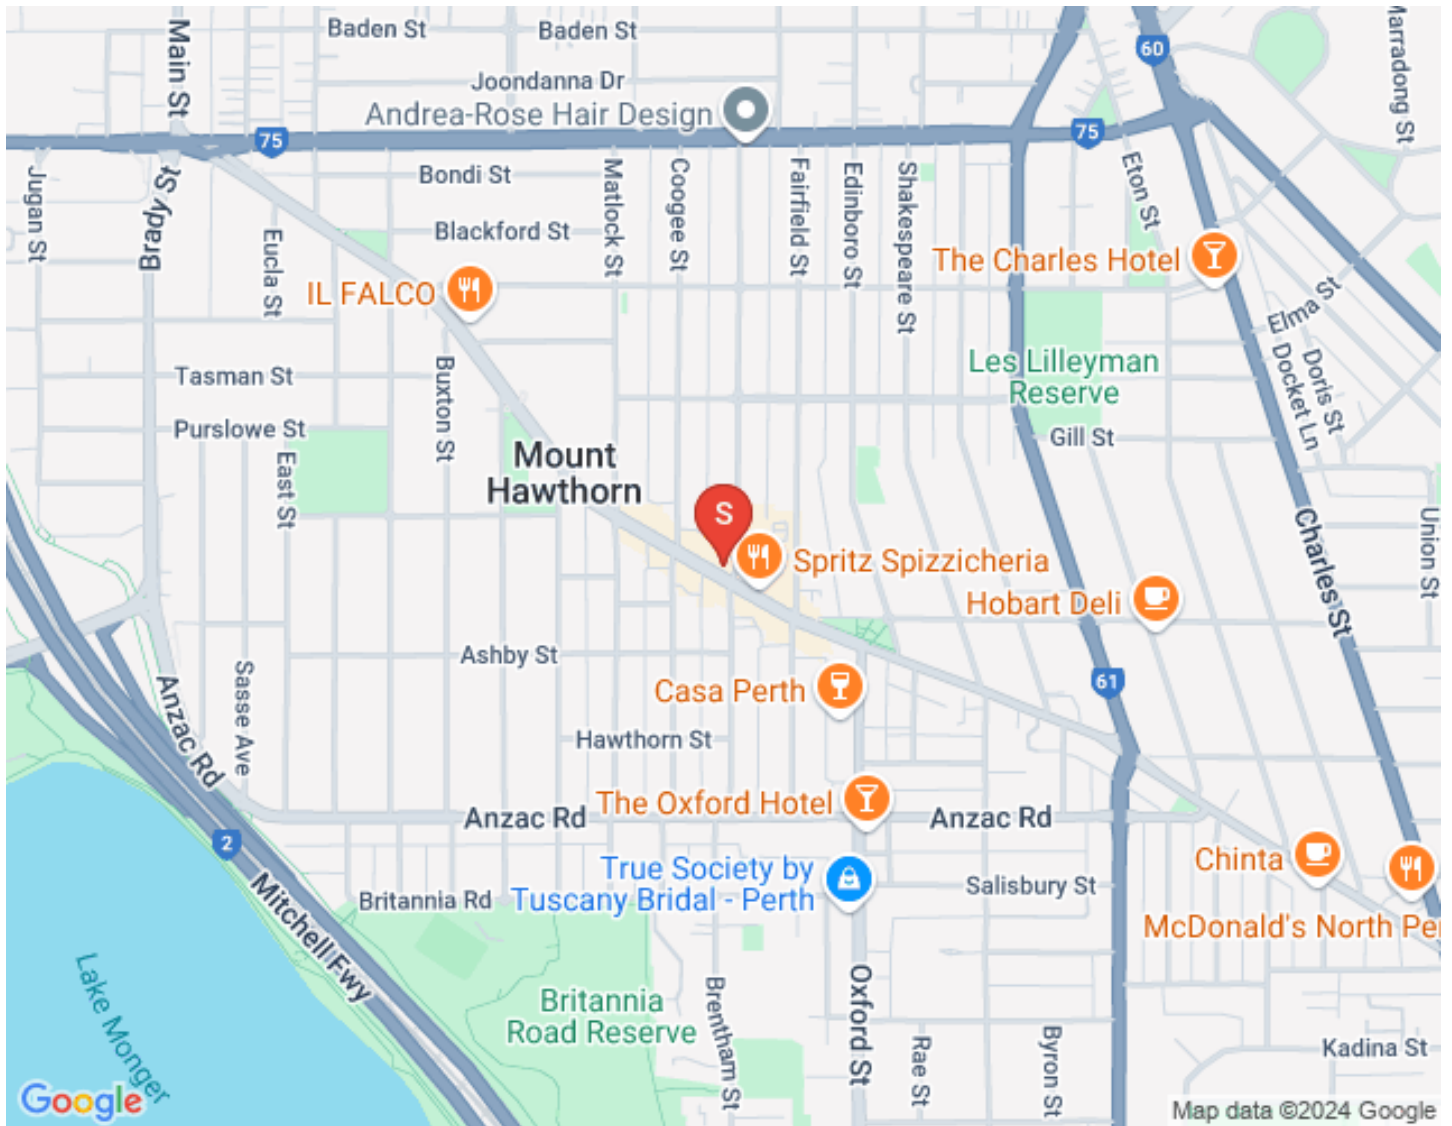 Baden St
Baden St
Main St
60
Marradong St
Joondanna Dr
Andrea-Rose Hair Design
75
75
Bondi St
Matlock St
Coogee St
Fairfield St
Edinboro St
Shakespeare St
Eton St
Jugan St
Brady St
Eucla St
Blackford St
The Charles Hotel
IL FALCO
Elma St
Les Lilleyman
Reserve
Doris St
Docket Ln
Tasman St
Buxton St
Purslowe St
Gill St
East St
Mount
Hawthorn
S
Charles St
Union St
Spritz Spizzicheria
Hobart Deli
Ashby St
Sasse Ave
Anzac Rd
61
Casa Perth
Hawthorn St
The Oxford Hotel
Anzac Rd
Anzac Rd
2
Chinta
True Society by
Tuscany Bridal - Perth
Salisbury St
Britannia Rd
Mitchell Fwy
McDonald's North Per
Lake Monger
Britannia
Road Reserve
Brentham St
Oxford St
Rae St
Byron St
Kadina St
Google
Map data ©2024 Google